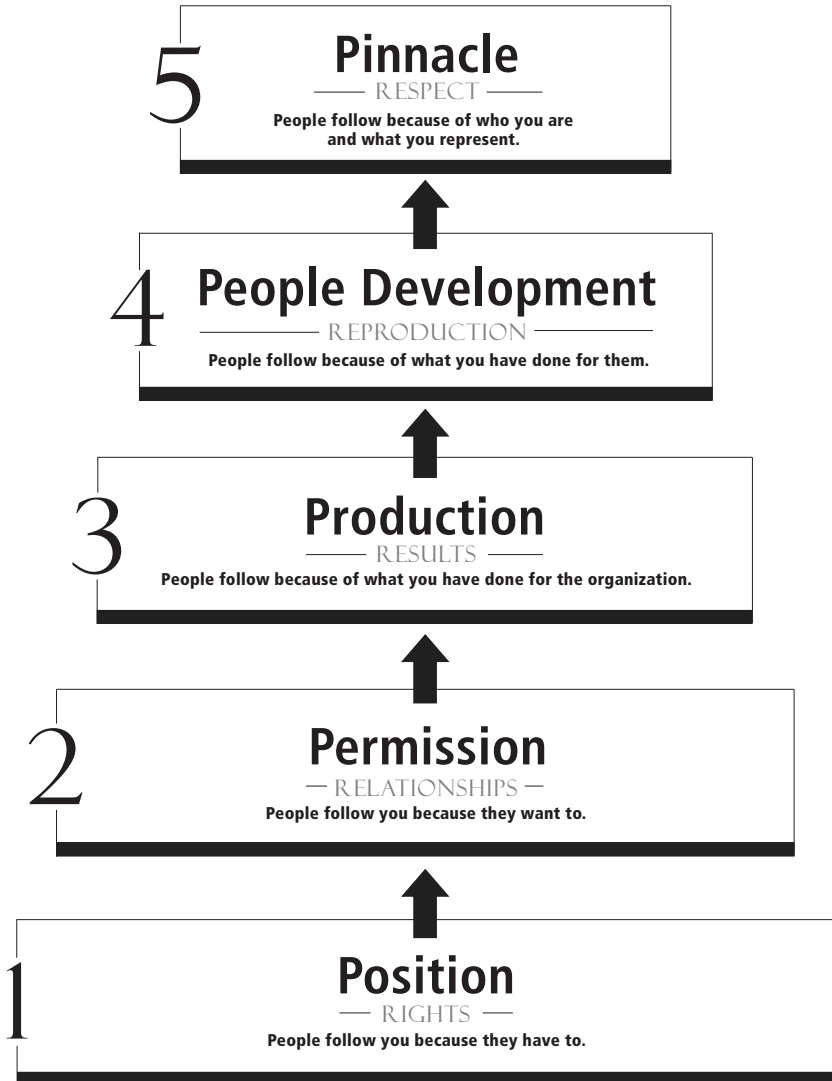 5
Pinnacle
RESPECT
People follow because of who you are
and what you represent.
4
People Development
REPRODUCTION
People follow because of what you have done for them.
3
Production
RESULTS
People follow because of what you have done for the organization.
2
Permission
RELATIONSHIPS
People follow you because they want to.
1
Position
RIGHTS
People follow you because they have to.